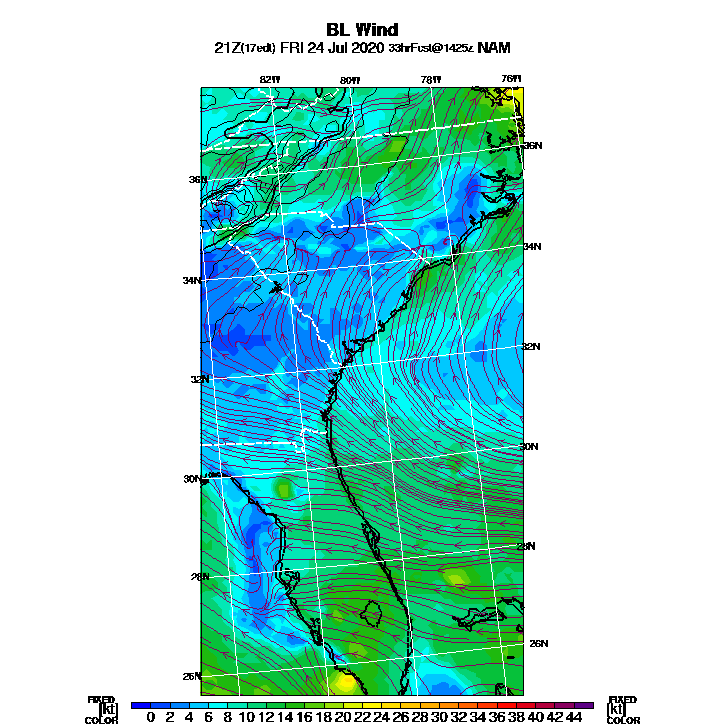 BL Wind
21Z(17edt) FRI 24 Jul 2020 33hrFcst@1425z NAM
82W 80W 78W 76W
36N
36N
34N
34N
32N
32N
30N
30N
28N
28N
26N
26N
FIXED FIXED
[kt] 0 2 4 6 8 10 12 14 16 18 20 22 24 26 28 30 32 34 36 38 40 42 44 [kt]
COLOR COLOR